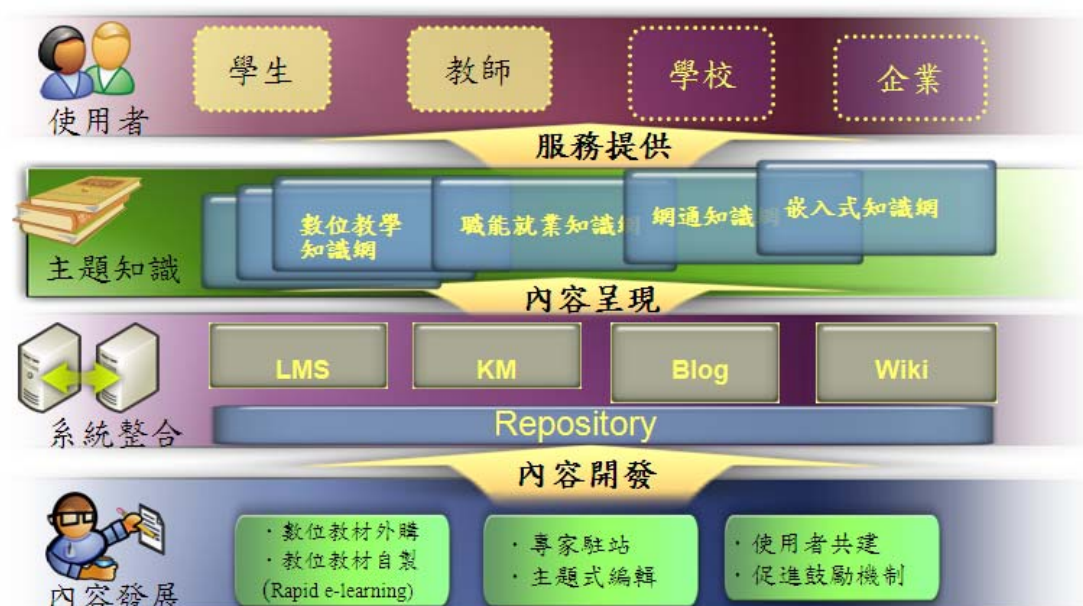 學生
教師
學校
企業
使用者
服務提供
數位教學
知識網
職能就業知識網
網通知識網
嵌入式知識網
主題知識
內容呈現
LMS
KM
Blog
Wiki
Repository
系統整合
內容開發
・數位教材外購
・教位教材自製
(Rapid e-learning)
・專家駐站
・主題式編輯
・使用者共建
・促進鼓勵機制
內容發展